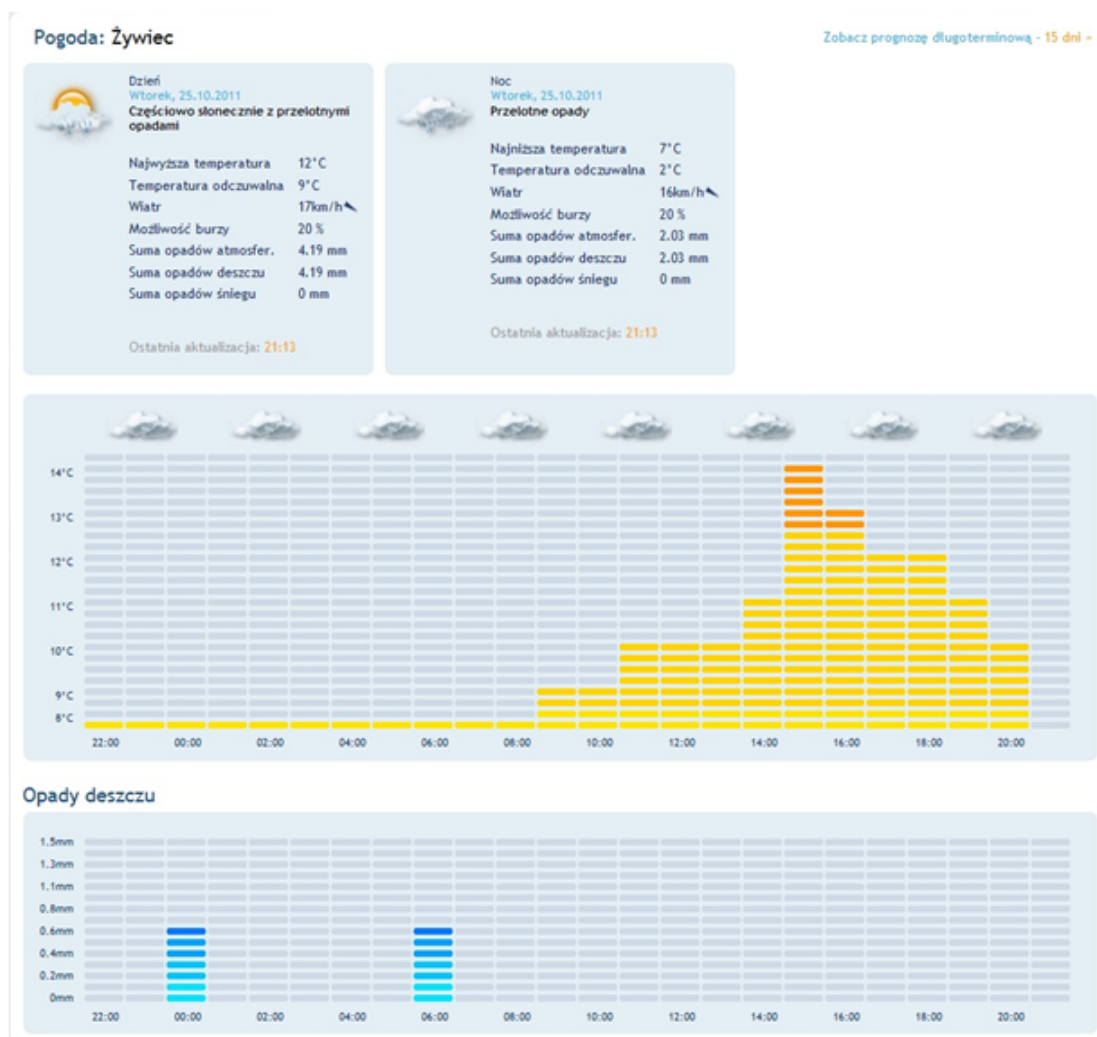 Pogoda: Żywiec
Zobacz prognozę długoterminową - 15 dni »
Dzień
Wtorek, 25.10.2011
Częściowo słonecznie z przelotnymi
opadami
Najwyższa temperatura 12°C
Temperatura odczuwalna 9°C
Wiatr 17km/h
Możliwość burzy 20 %
Suma opadów atmosfer. 4.19 mm
Suma opadów deszczu 4.19 mm
Suma opadów śniegu 0 mm
Ostatnia aktualizacja: 21:13
Noc
Wtorek, 25.10.2011
Przelotne opady
Najniższa temperatura 7°C
Temperatura odczuwalna 2°C
Wiatr 16km/h
Możliwość burzy 20 %
Suma opadów atmosfer. 2.03 mm
Suma opadów deszczu 2.03 mm
Suma opadów śniegu 0 mm
Ostatnia aktualizacja: 21:13
14°C
13°C
12°C
11°C
10°C
9°C
8°C
22:00 00:00 02:00 04:00 06:00 08:00 10:00 12:00 14:00 16:00 18:00 20:00
Opady deszczu
1.5mm
1.3mm
1.1mm
0.8mm
0.6mm
0.4mm
0.2mm
0mm
22:00 00:00 02:00 04:00 06:00 08:00 10:00 12:00 14:00 16:00 18:00 20:00